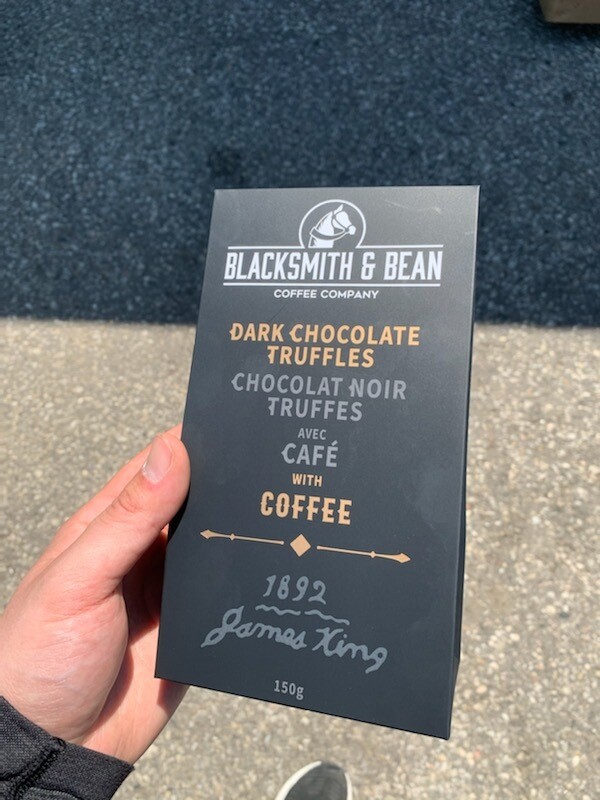 BLACKSMITH & BEAN
COFFEE COMPANY
DARK CHOCOLATE
TRUFFLES
CHOCOLAT NOIR
TRUFFES
AVEC
CAFÉ
WITH
COFFEE
1892
James King
150g